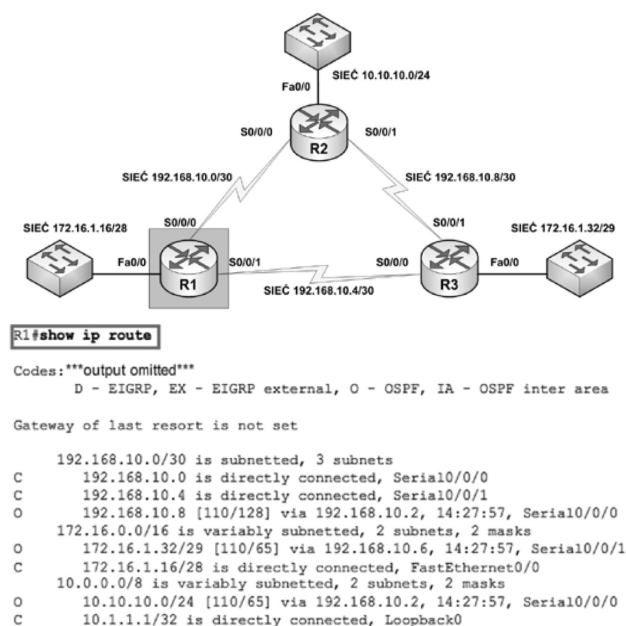 SIEĆ 10.10.10.0/24
Fa0/0
S0/0/0
S0/0/1
R2
SIEĆ 192.168.10.0/30
SIEĆ 192.168.10.8/30
SIEĆ 172.16.1.16/28
S0/0/0
S0/0/1
SIEĆ 172.16.1.32/29
Fa0/0
S0/0/1
S0/0/0
Fa0/0
R1
R3
SIEĆ 192.168.10.4/30
R1#show ip route
Codes:***output omitted***
D - EIGRP, EX - EIGRP external, O - OSPF, IA - OSPF inter area
Gateway of last resort is not set
192.168.10.0/30 is subnetted, 3 subnets
C 192.168.10.0 is directly connected, Serial0/0/0
C 192.168.10.4 is directly connected, Serial0/0/1
O 192.168.10.8 [110/128] via 192.168.10.2, 14:27:57, Serial0/0/0
172.16.0.0/16 is variably subnetted, 2 subnets, 2 masks
O 172.16.1.32/29 [110/65] via 192.168.10.6, 14:27:57, Serial0/0/1
C 172.16.1.16/28 is directly connected, FastEthernet0/0
10.0.0.0/8 is variably subnetted, 2 subnets, 2 masks
O 10.10.10.0/24 [110/65] via 192.168.10.2, 14:27:57, Serial0/0/0
C 10.1.1.1/32 is directly connected, Loopback0